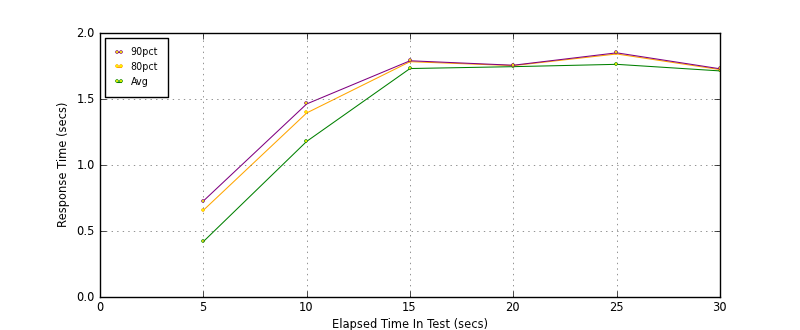 2.0
90pct
80pct
Avg
1.5
1.0
0.5
0.0
Response Time (secs)
0 5 10 15 20 25 30
Elapsed Time In Test (secs)